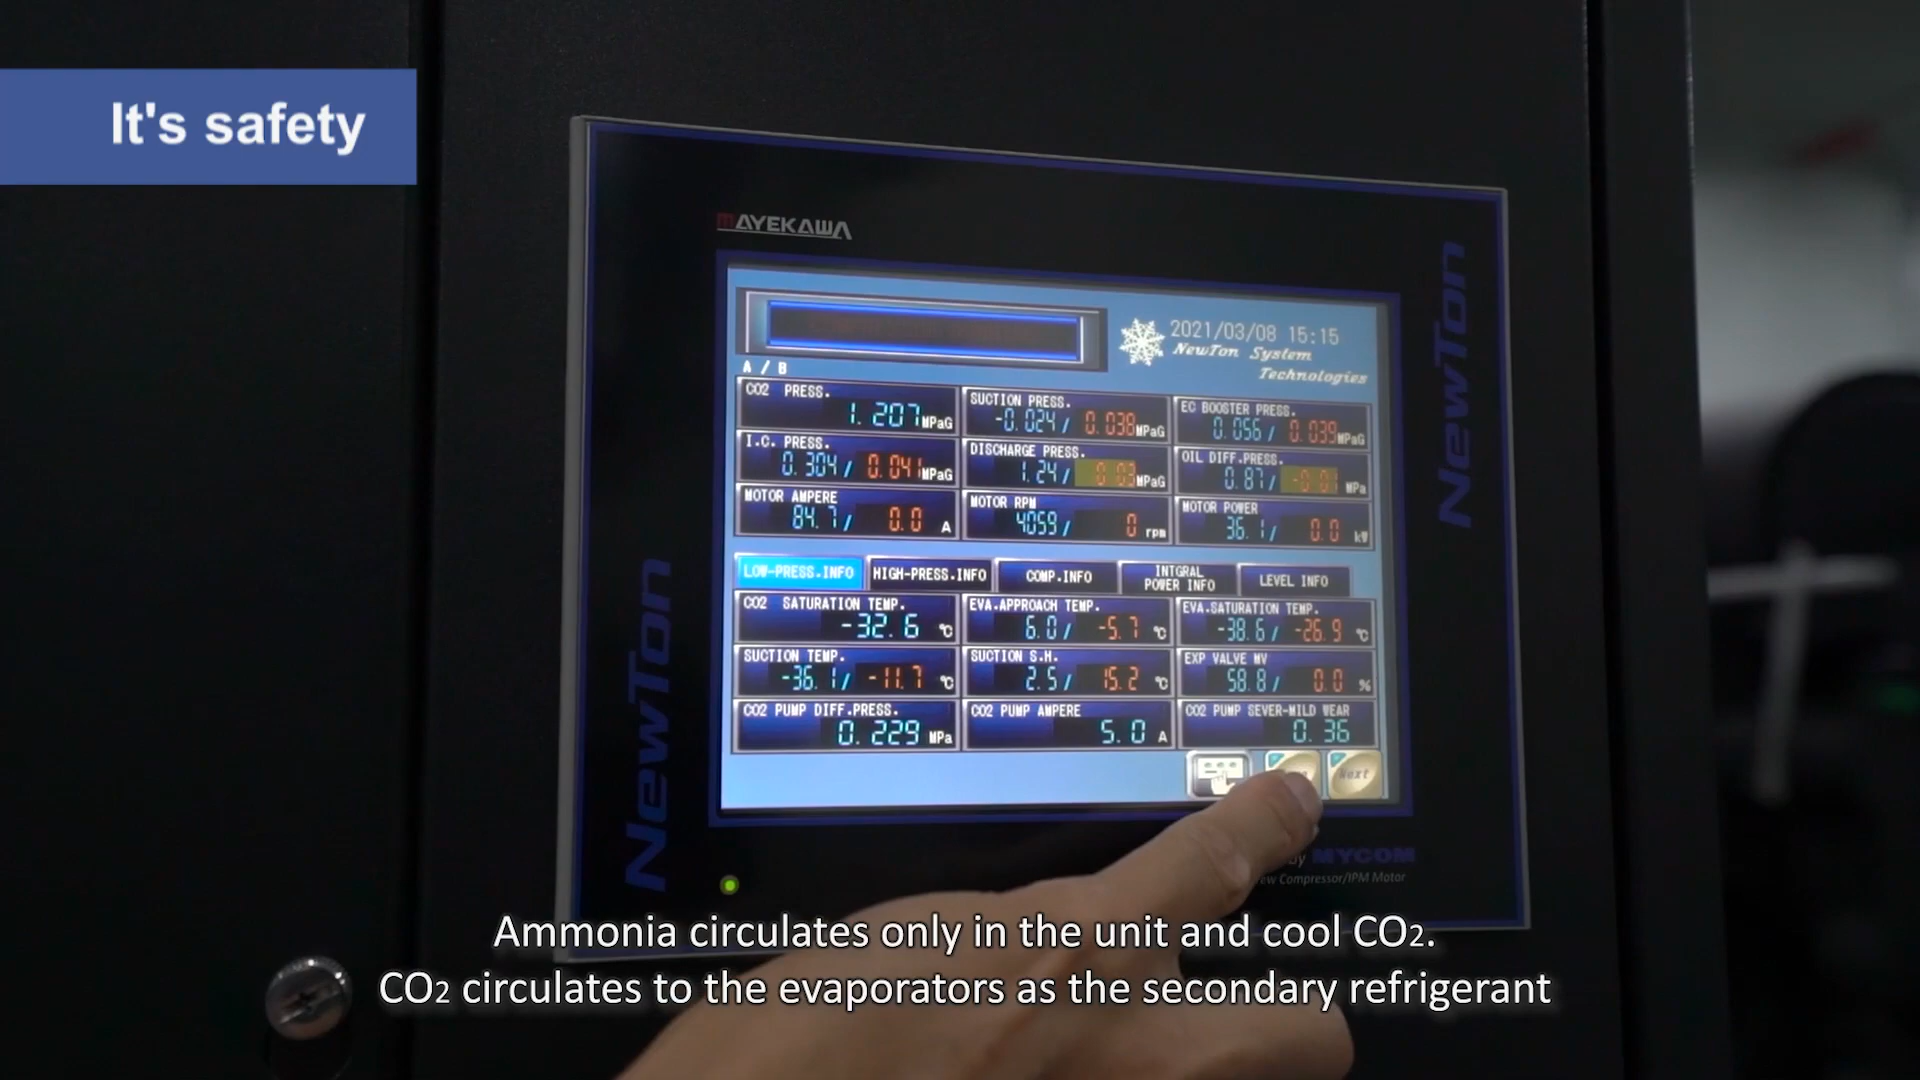 It's safety
MAYEKAWA
2021/03/08 15:15
NewTon System
Technologies
A / B
CO2 PRESS.
1.207 MPaG
SUCTION PRESS.
-0.024 / 0.038 MPaG
EC BOOSTER PRESS.
0.056 / 0.039 MPaG
I.C. PRESS.
0.304 / 0.041 MPaG
DISCHARGE PRESS.
1.24 / 0.03 MPaG
OIL DIFF.PRESS.
0.87 / -0.01 MPa
MOTOR AMPERE
84.7 / 0.0 A
MOTOR RPM
4059 / 0 rpm
MOTOR POWER
36.1 / 0.0 kW
LOW-PRESS.INFO
HIGH-PRESS.INFO
COMP.INFO
INTGRAL
POWER INFO
LEVEL INFO
CO2 SATURATION TEMP.
-32.6 ℃
EVA.APPROACH TEMP.
6.0 / -5.7 ℃
EVA.SATURATION TEMP.
-38.6 / -26.9 ℃
SUCTION TEMP.
-36.1 / -11.7 ℃
SUCTION S.H.
2.5 / 15.2 ℃
EXP VALVE MV
58.8 / 0.0 %
CO2 PUMP DIFF.PRESS.
0.229 MPa
CO2 PUMP AMPERE
5.0 A
CO2 PUMP SEVER-MILD WEAR
0.36
Next
NewTon
NewTon
by MYCOM
Compressor/IPM Motor
Ammonia circulates only in the unit and cool CO2.
CO2 circulates to the evaporators as the secondary refrigerant